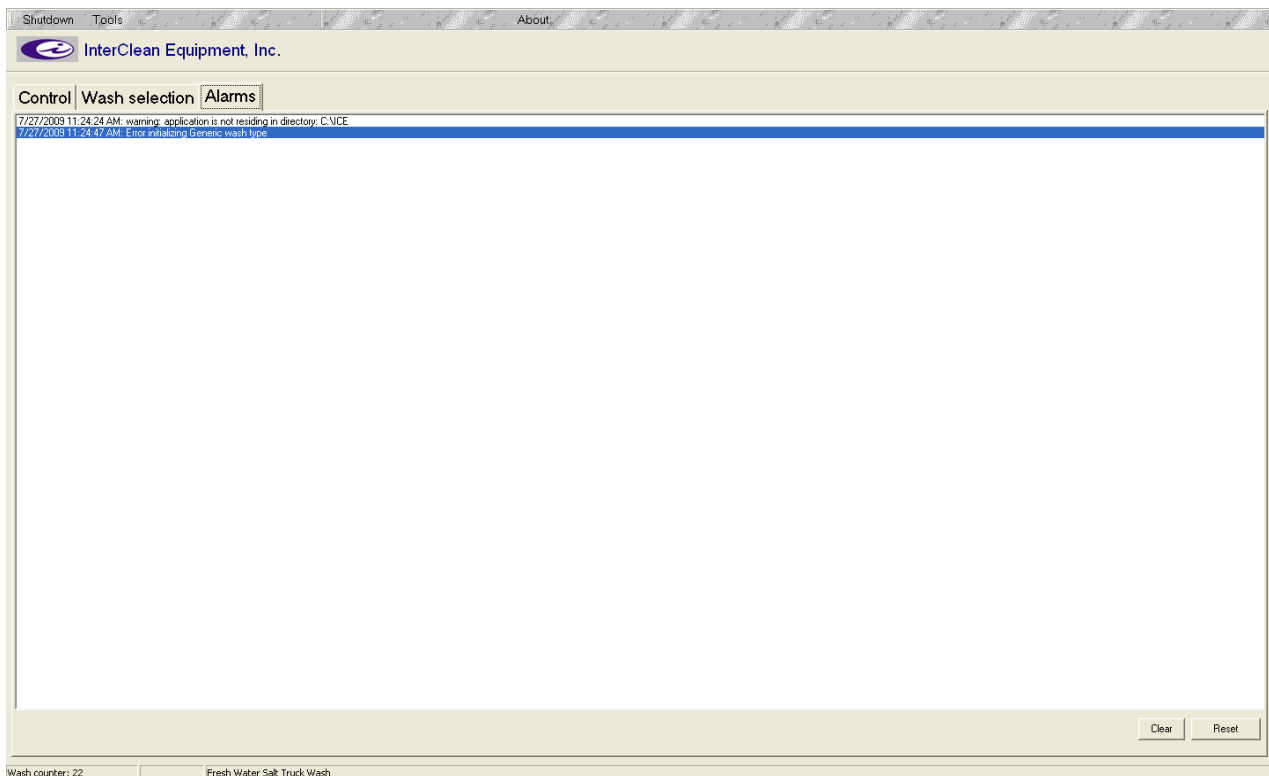 Shutdown Tools About
InterClean Equipment, Inc.
Control Wash selection Alarms
7/27/2009 11:24:24 AM: warning: application is not residing in directory: C:\ICE
7/27/2009 11:24:47 AM: Error initializing Generic wash type
Clear Reset
Wash counter: 22 Fresh Water Salt Truck Wash